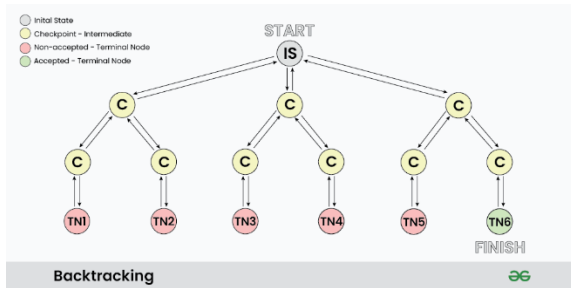 Inital State
Checkpoint - Intermediate
Non-accepted - Terminal Node
Accepted - Terminal Node
START
IS
C C C
C C C C C C
TN1 TN2 TN3 TN4 TN5 TN6
FINISH
Backtracking